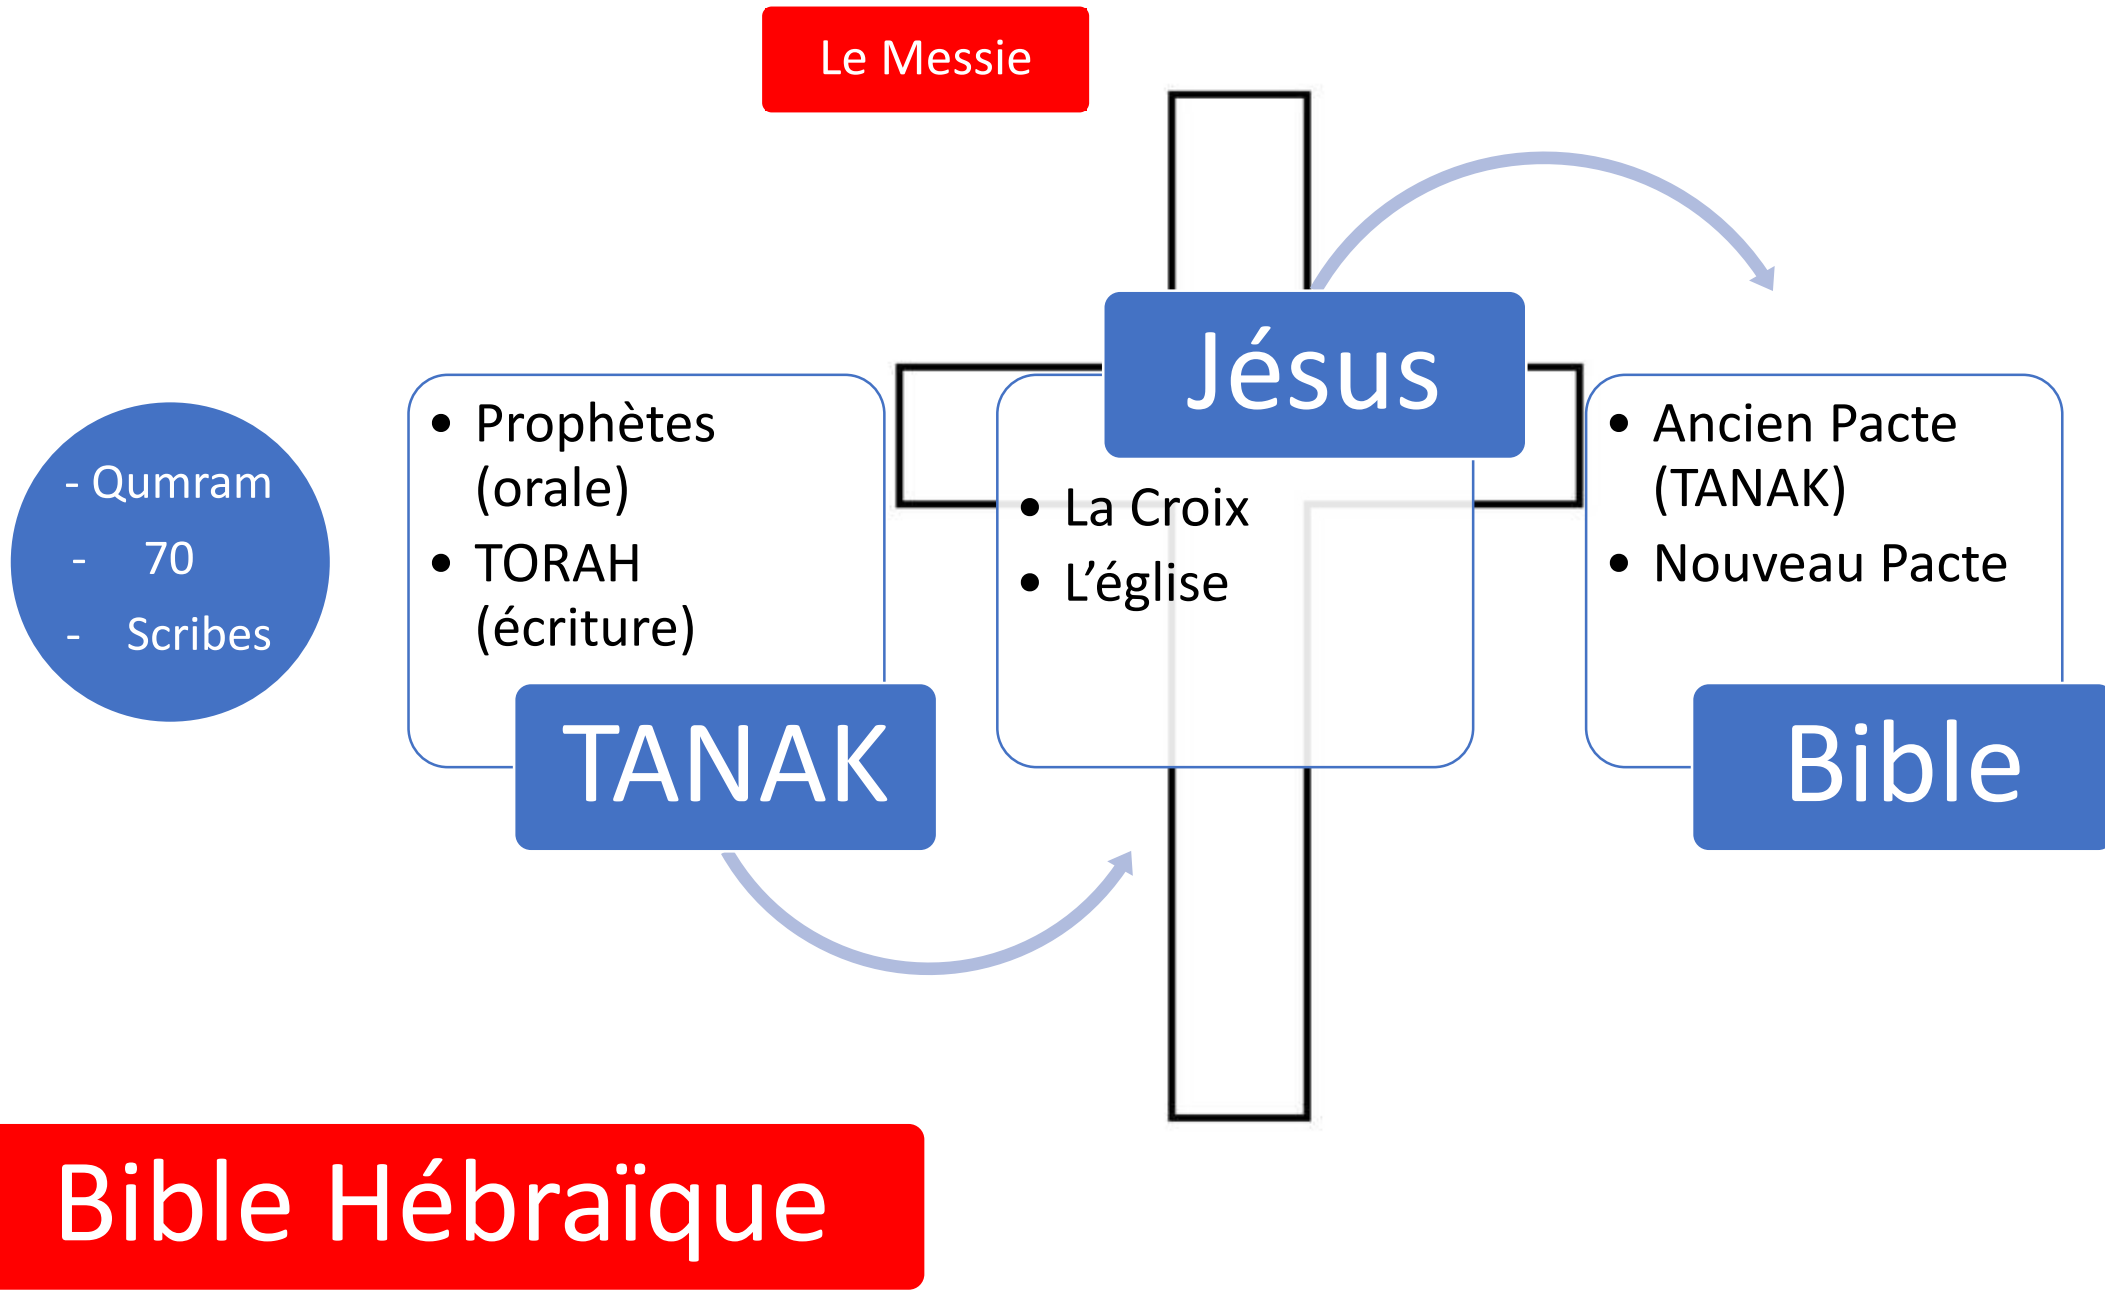 Le Messie
- Qumram
- 70
- Scribes
• Prophètes
(orale)
• TORAH
(écriture)
TANAK
Jésus
• La Croix
• L’église
• Ancien Pacte
(TANAK)
• Nouveau Pacte
Bible
Bible Hébraïque